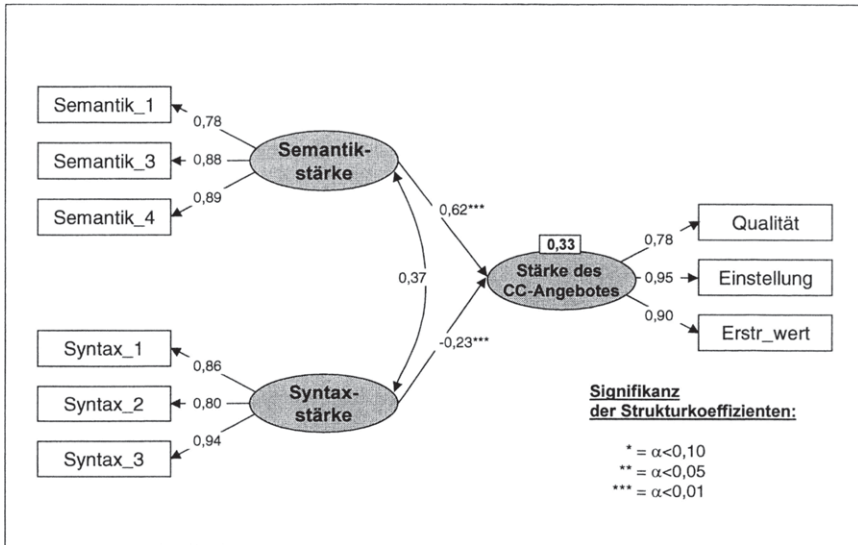 Semantik_1
0,78
Semantik_3
0,88
Semantik-
stärke
Semantik_4
0,89
0,62***
0,33
Qualität
0,78
0,37
Stärke des
CC-Angebotes
0,95
Einstellung
0,90
Erstr_wert
-0,23***
Syntax_1
0,86
Syntax_2
0,80
Syntax-
stärke
Syntax_3
0,94
Signifikanz
der Strukturkoeffizienten:
* = α<0,10
** = α<0,05
*** = α<0,01